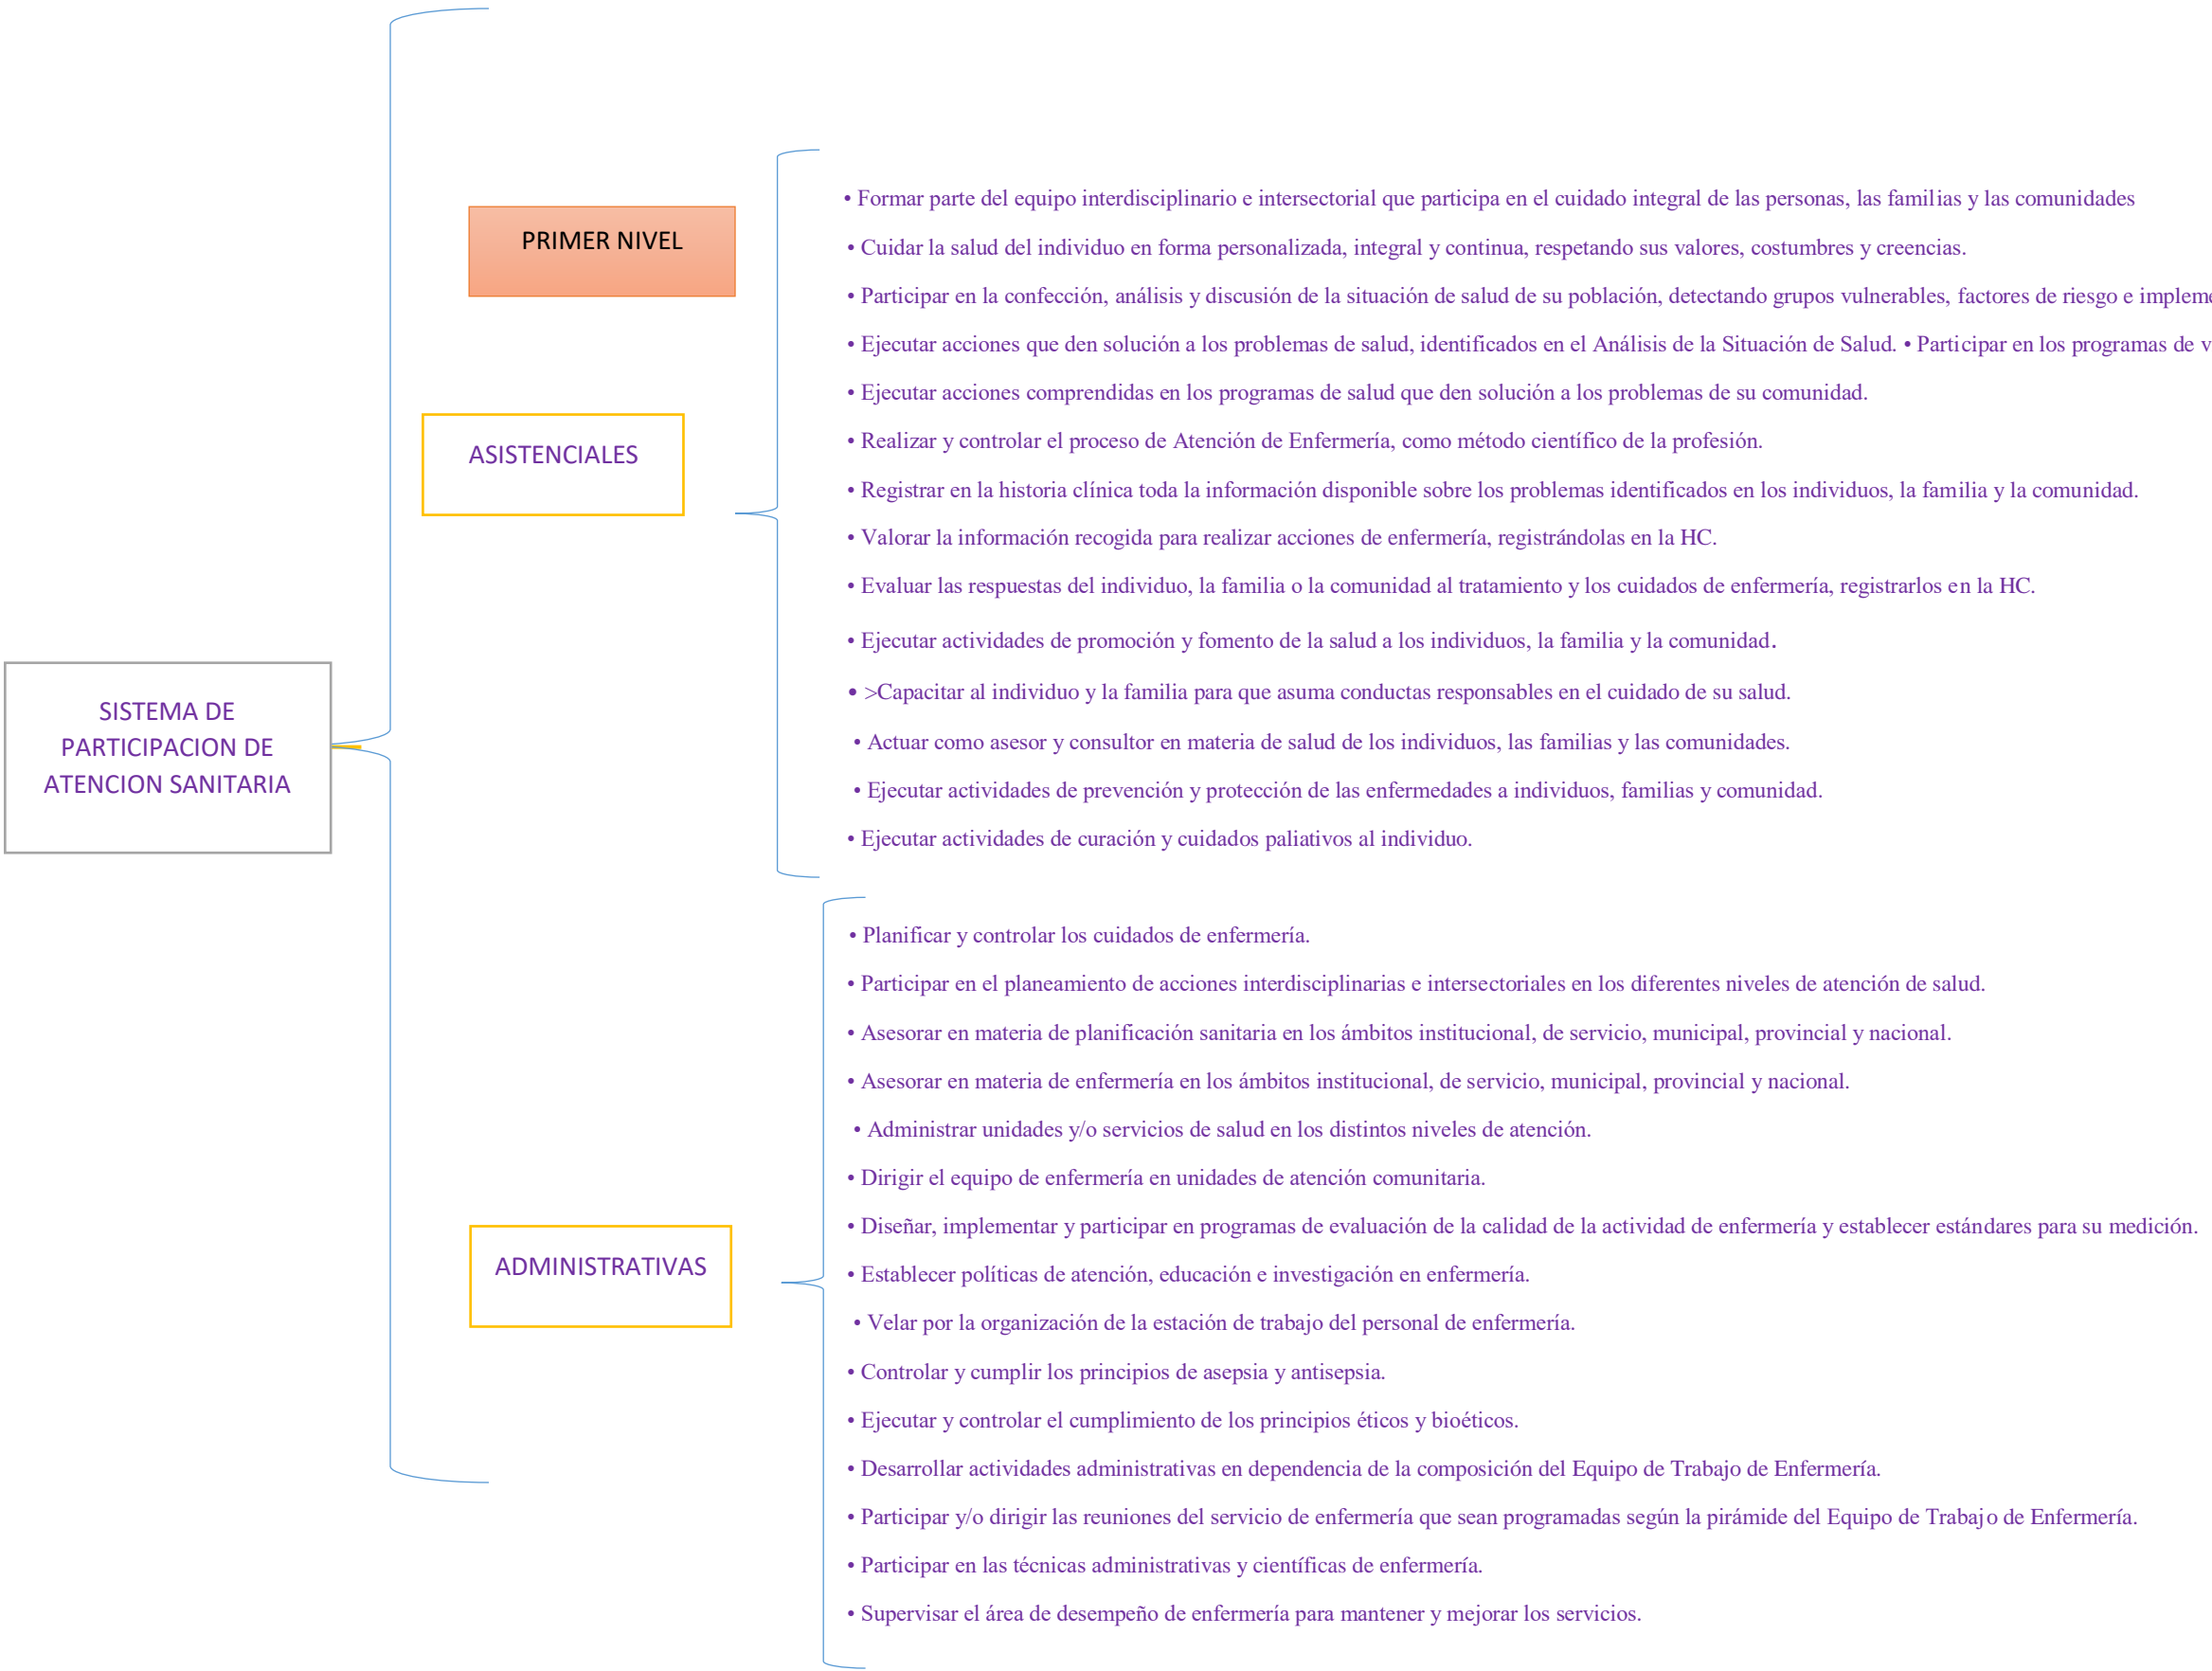 SISTEMA DE
PARTICIPACION DE
ATENCION SANITARIA
PRIMER NIVEL
ASISTENCIALES
• Formar parte del equipo interdisciplinario e intersectorial que participa en el cuidado integral de las personas, las familias y las comunidades
• Cuidar la salud del individuo en forma personalizada, integral y continua, respetando sus valores, costumbres y creencias.
• Participar en la confección, análisis y discusión de la situación de salud de su población, detectando grupos vulnerables, factores de riesgo e
• Ejecutar acciones que den solución a los problemas de salud, identificados en el Análisis de la Situación de Salud. • Participar en los programas de
• Ejecutar acciones comprendidas en los programas de salud que den solución a los problemas de su comunidad.
• Realizar y controlar el proceso de Atención de Enfermería, como método científico de la profesión.
• Registrar en la historia clínica toda la información disponible sobre los problemas identificados en los individuos, la familia y la comunidad.
• Valorar la información recogida para realizar acciones de enfermería, registrándolas en la HC.
• Evaluar las respuestas del individuo, la familia o la comunidad al tratamiento y los cuidados de enfermería, registrarlos en la HC.
• Ejecutar actividades de promoción y fomento de la salud a los individuos, la familia y la comunidad.
• >Capacitar al individuo y la familia para que asuma conductas responsables en el cuidado de su salud.
• Actuar como asesor y consultor en materia de salud de los individuos, las familias y las comunidades.
• Ejecutar actividades de prevención y protección de las enfermedades a individuos, familias y comunidad.
• Ejecutar actividades de curación y cuidados paliativos al individuo.
ADMINISTRATIVAS
• Planificar y controlar los cuidados de enfermería.
• Participar en el planeamiento de acciones interdisciplinarias e intersectoriales en los diferentes niveles de atención de salud.
• Asesorar en materia de planificación sanitaria en los ámbitos institucional, de servicio, municipal, provincial y nacional.
• Asesorar en materia de enfermería en los ámbitos institucional, de servicio, municipal, provincial y nacional.
• Administrar unidades y/o servicios de salud en los distintos niveles de atención.
• Dirigir el equipo de enfermería en unidades de atención comunitaria.
• Diseñar, implementar y participar en programas de evaluación de la calidad de la actividad de enfermería y establecer estándares para su medición.
• Establecer políticas de atención, educación e investigación en enfermería.
• Velar por la organización de la estación de trabajo del personal de enfermería.
• Controlar y cumplir los principios de asepsia y antisepsia.
• Ejecutar y controlar el cumplimiento de los principios éticos y bioéticos.
• Desarrollar actividades administrativas en dependencia de la composición del Equipo de Trabajo de Enfermería.
• Participar y/o dirigir las reuniones del servicio de enfermería que sean programadas según la pirámide del Equipo de Trabajo de Enfermería.
• Participar en las técnicas administrativas y científicas de enfermería.
• Supervisar el área de desempeño de enfermería para mantener y mejorar los servicios.